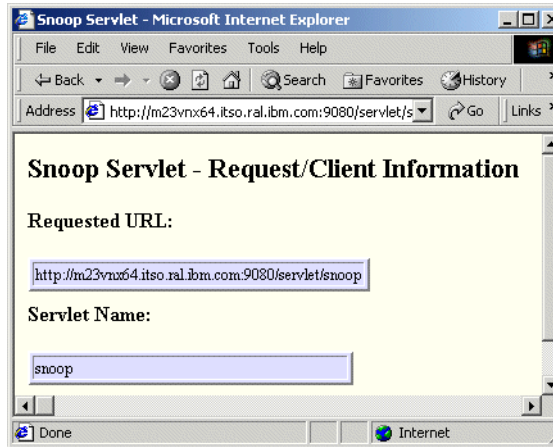 Snoop Servlet - Microsoft Internet Explorer
File Edit View Favorites Tools Help
Back Search Favorites History
Address http://m23vnx64.itso.ral.ibm.com:9080/servlet/s Go Links
Snoop Servlet - Request/Client Information
Requested URL:
http://m23vnx64.itso.ral.ibm.com:9080/servlet/snoop
Servlet Name:
snoop
Done Internet